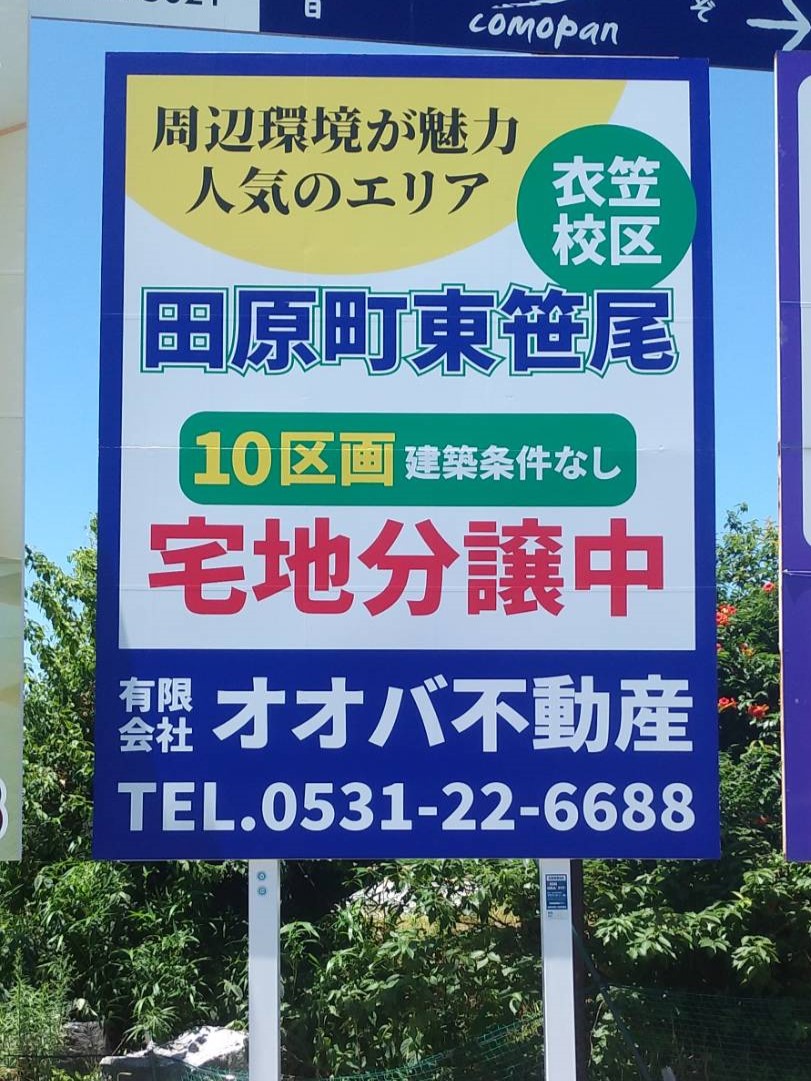 日
comopan
そ
周辺環境が魅力
人気のエリア
衣笠
校区
田原町東笹尾
10区画 建築条件なし
宅地分譲中
有限
会社
オオバ不動産
TEL.0531-22-6688